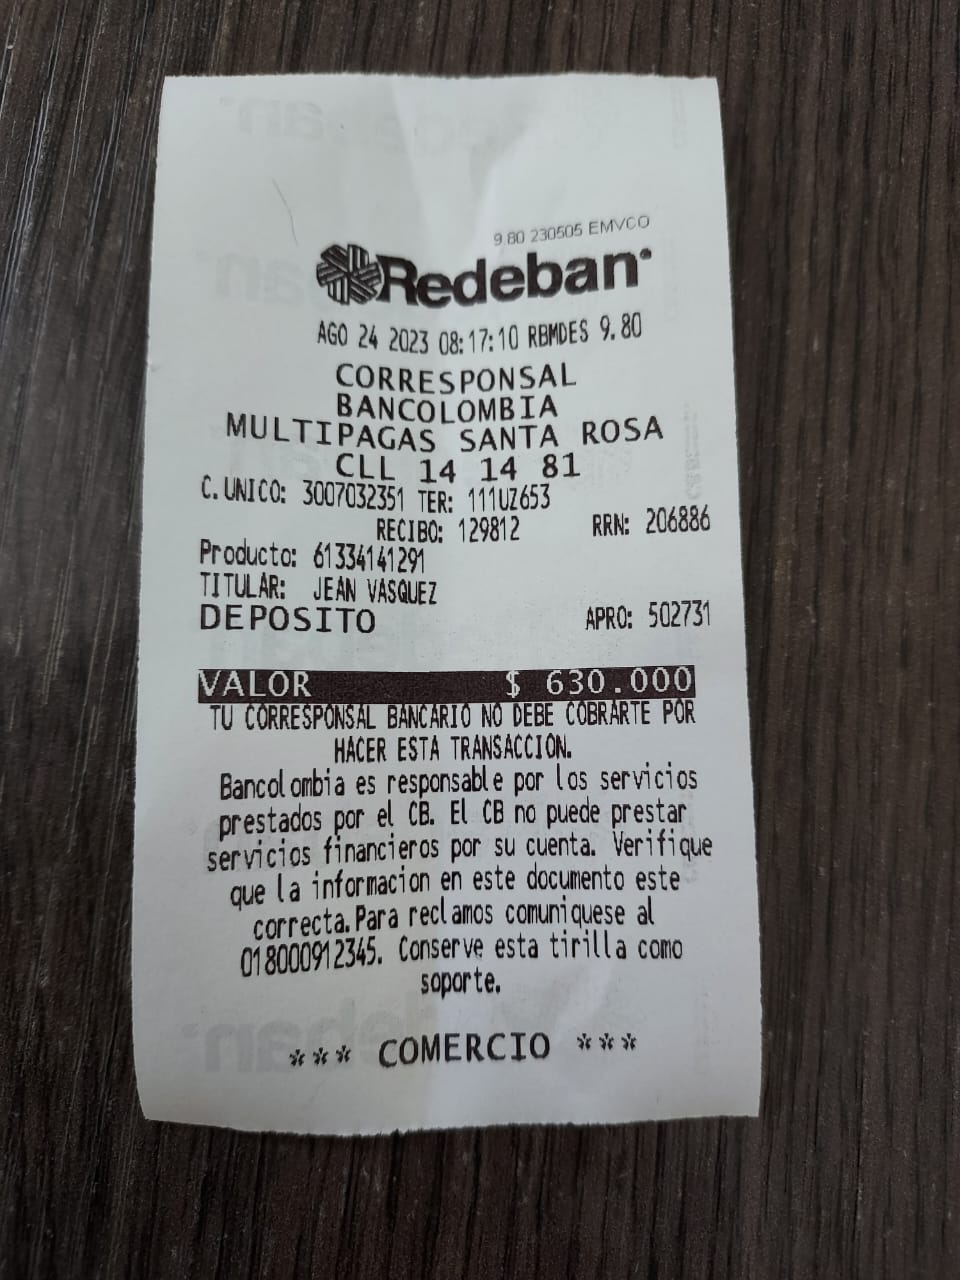 9.80 230505 EMVCO
Redeban
AGO 24 2023 08:17:10 RBMDES 9.80
CORRESPONSAL
BANCOLOMBIA
MULTIPAGAS SANTA ROSA
CLL 14 14 81
C. UNICO: 3007032351 TER: 111UZ653
RECIBO: 129812 RRN: 206886
Producto: 61334141291
TITULAR: JEAN VASQUEZ
DEPOSITO APRO: 502731
VALOR $ 630.000
TU CORRESPONSAL BANCARIO NO DEBE COBRARTE POR
HACER ESTA TRANSACCION.
Bancolombia es responsable por los servicios
prestados por el CB. El CB no puede prestar
servicios financieros por su cuenta. Verifique
que la informacion en este documento este
correcta. Para reclamos comuniquese al
018000912345. Conserve esta tirilla como
soporte.
*** COMERCIO ***